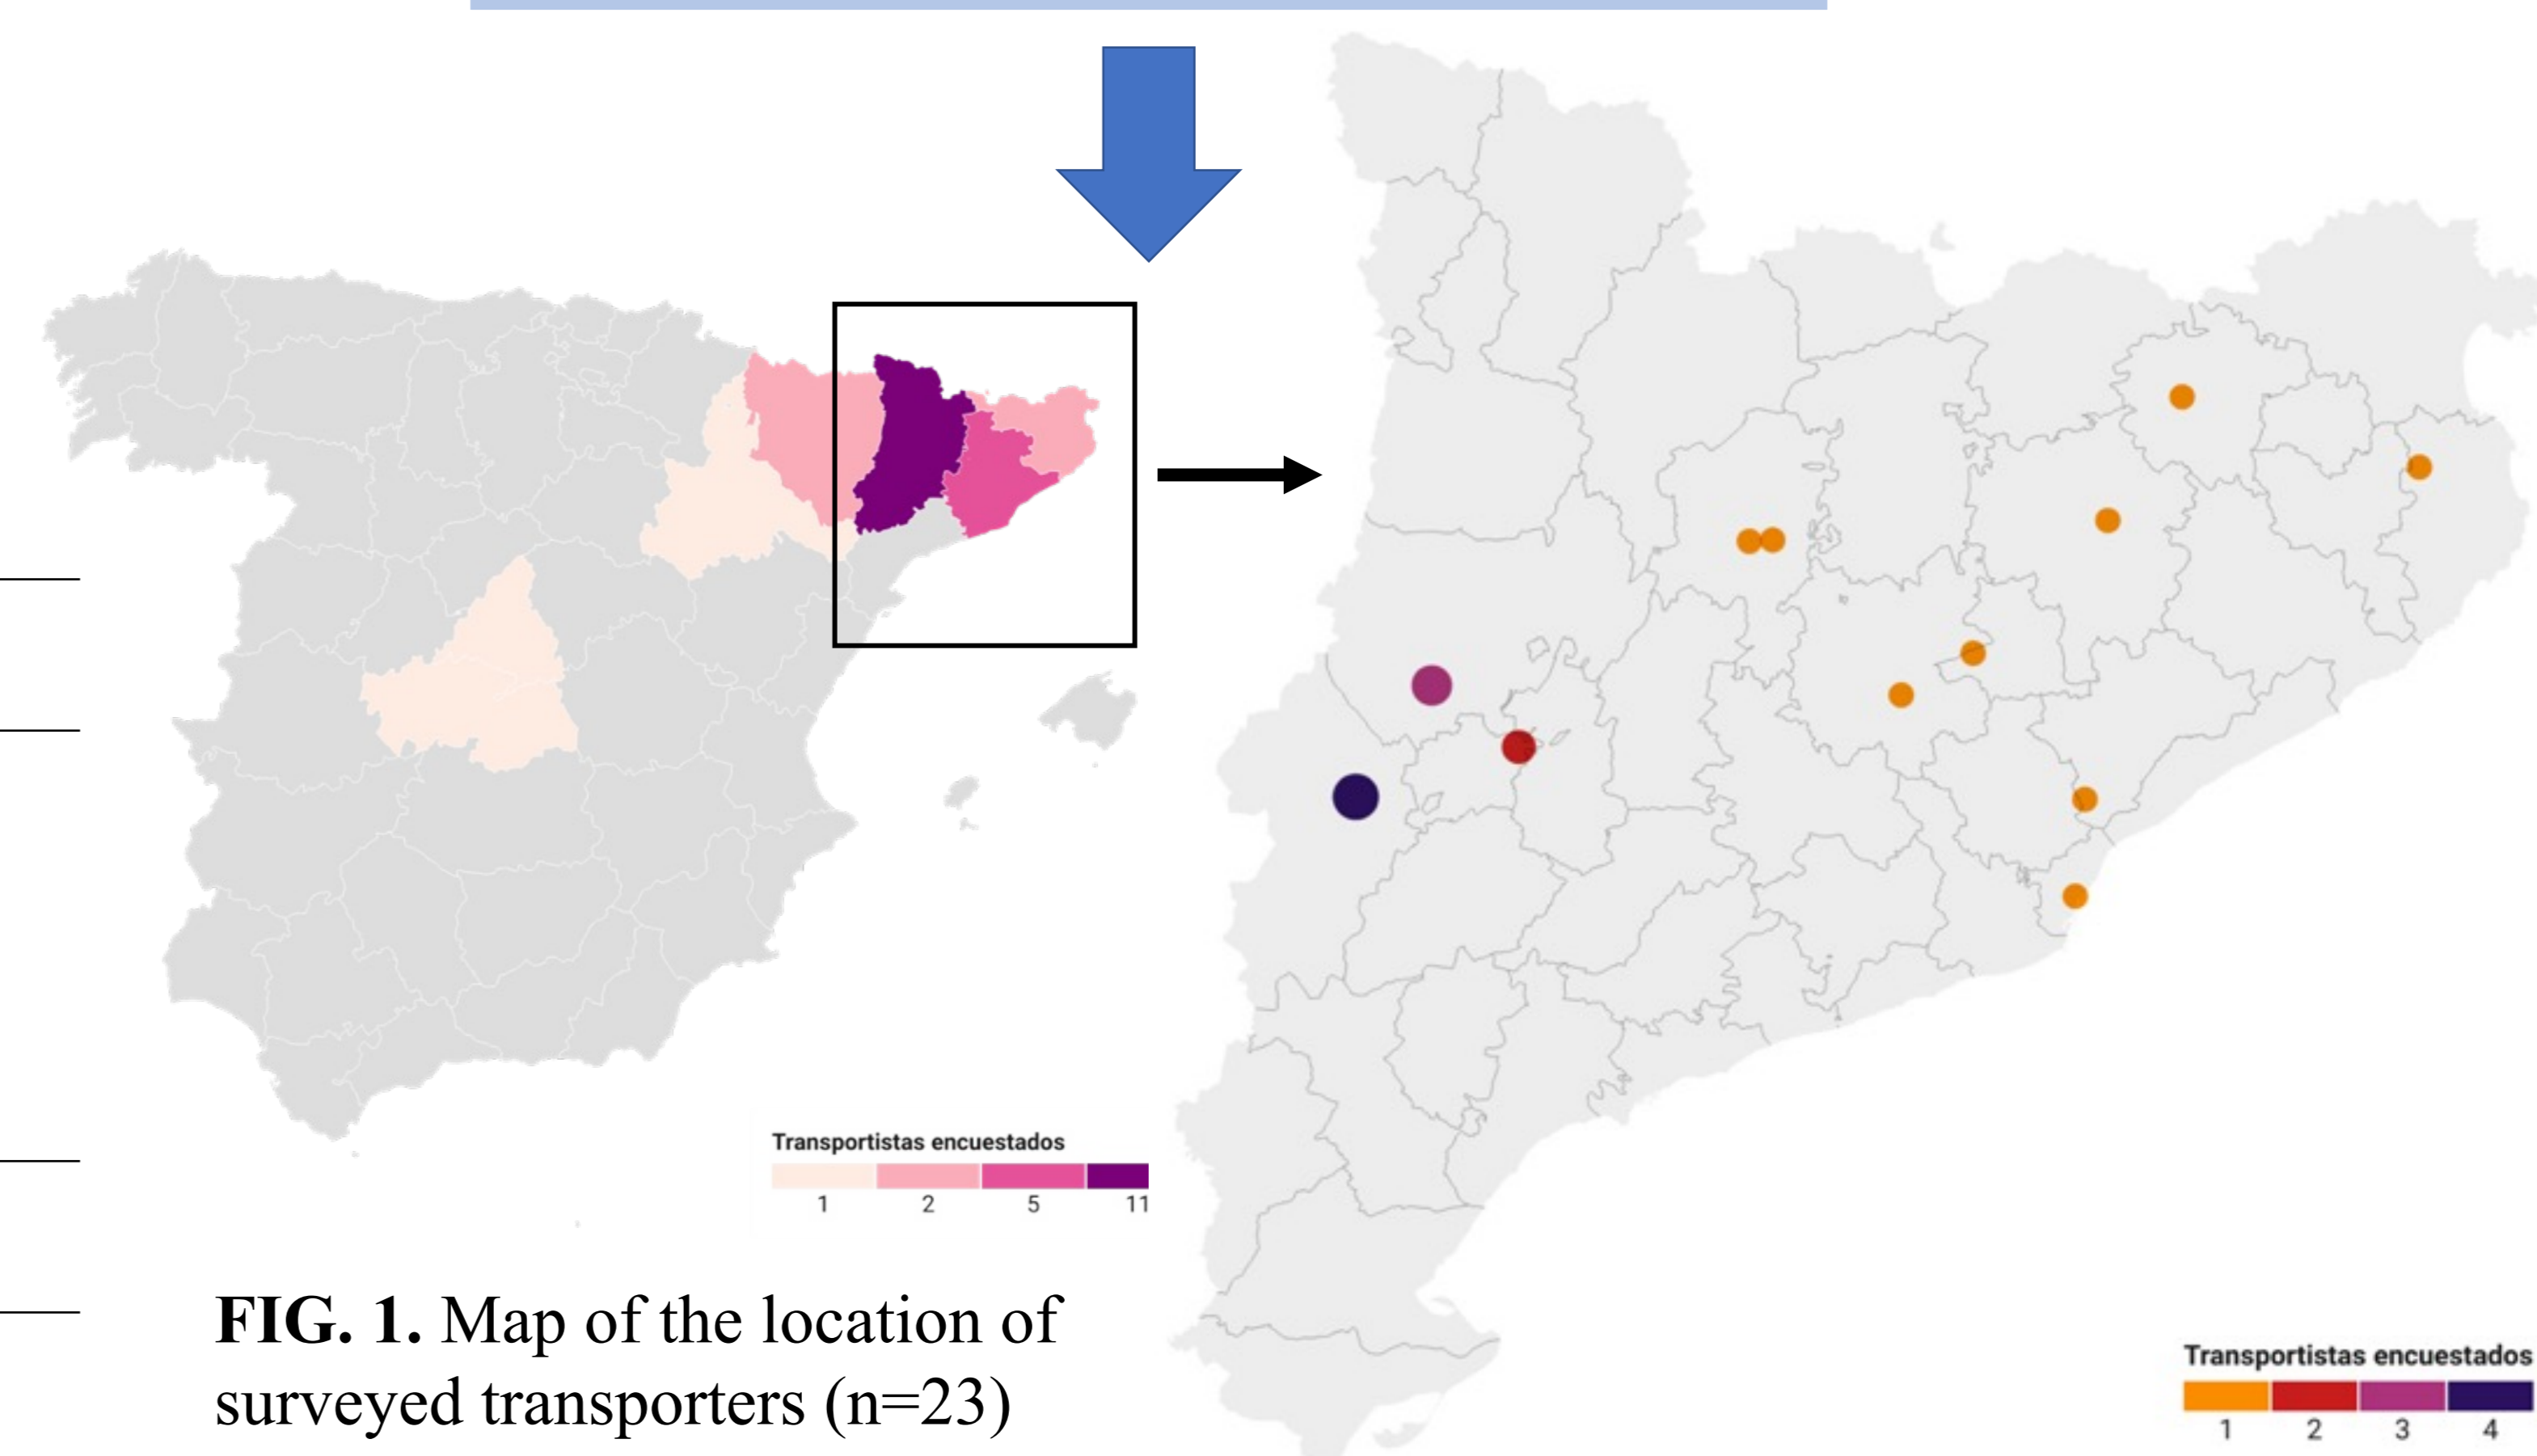 Transportistas encuestados
1 2 5 11
FIG. 1. Map of the location of
surveyed transporters (n=23)
Transportistas encuestados
1 2 3 4